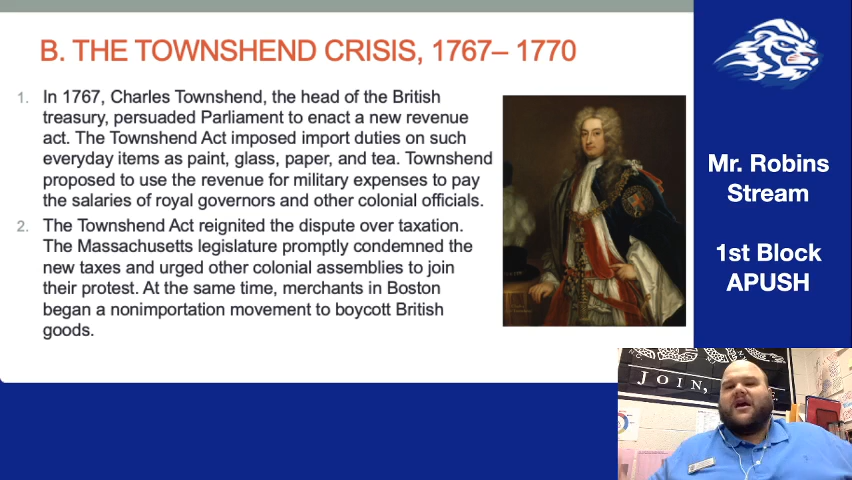 B. THE TOWNSHEND CRISIS, 1767– 1770
1. In 1767, Charles Townshend, the head of the British
treasury, persuaded Parliament to enact a new revenue
act. The Townshend Act imposed import duties on such
everyday items as paint, glass, paper, and tea. Townshend
proposed to use the revenue for military expenses to pay
the salaries of royal governors and other colonial officials.
2. The Townshend Act reignited the dispute over taxation.
The Massachusetts legislature promptly condemned the
new taxes and urged other colonial assemblies to join
their protest. At the same time, merchants in Boston
began a nonimportation movement to boycott British
goods.
Mr. Robins
Stream
1st Block
APUSH
JOIN,